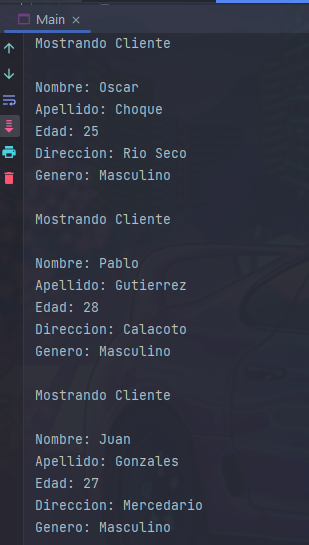 Main
Mostrando Cliente
Nombre: Oscar
Apellido: Choque
Edad: 25
Direccion: Rio Seco
Genero: Masculino
Mostrando Cliente
Nombre: Pablo
Apellido: Gutierrez
Edad: 28
Direccion: Calacoto
Genero: Masculino
Mostrando Cliente
Nombre: Juan
Apellido: Gonzales
Edad: 27
Direccion: Mercedario
Genero: Masculino